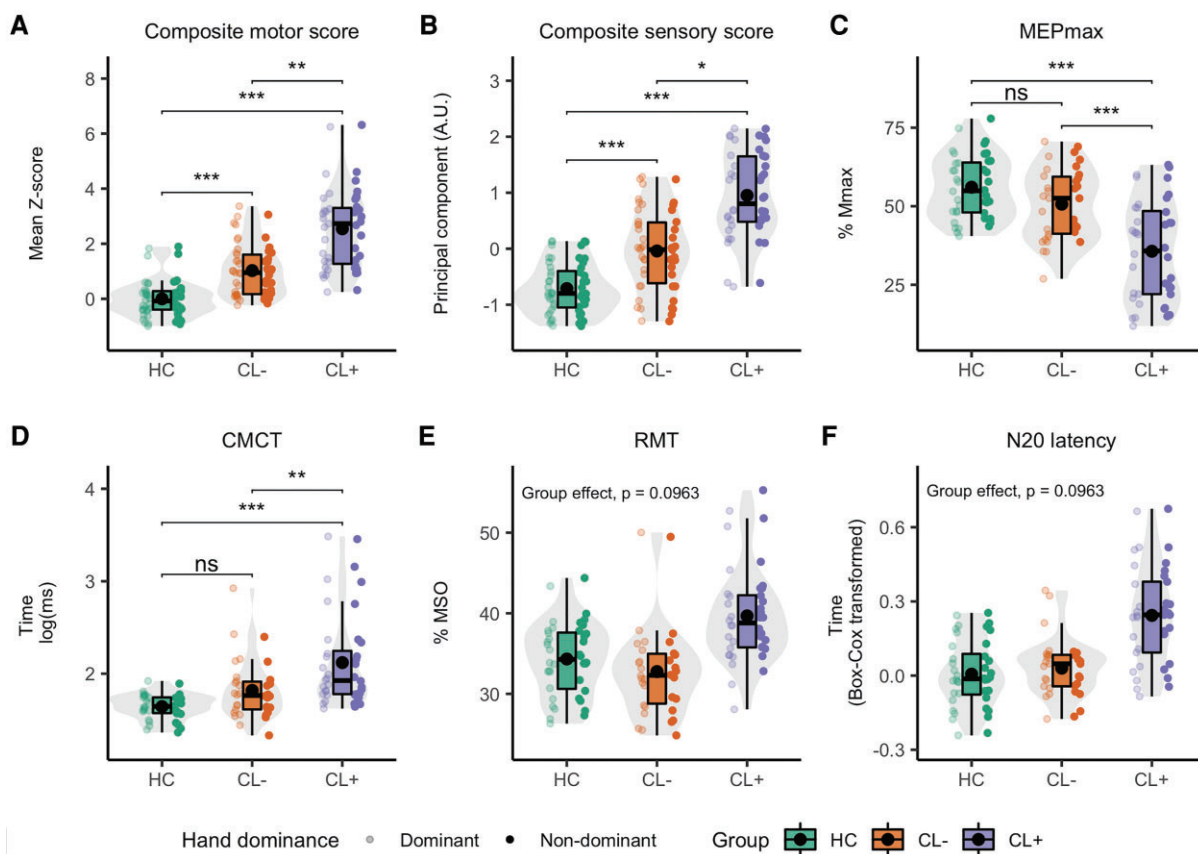 A
Composite motor score
Mean Z-score
8
6
4
2
0
**
***
***
HC
CL-
CL+
B
Composite sensory score
Principal component (A.U.)
3
2
1
0
-1
*
***
***
HC
CL-
CL+
C
MEPmax
% Mmax
75
50
25
***
ns
***
HC
CL-
CL+
D
CMCT
Time
log(ms)
4
3
2
**
***
ns
HC
CL-
CL+
E
RMT
Group effect, p = 0.0963
% MSO
50
40
30
HC
CL-
CL+
F
N20 latency
Group effect, p = 0.0963
Time
(Box-Cox transformed)
0.6
0.3
0.0
-0.3
HC
CL-
CL+
Hand dominance Dominant Non-dominant Group HC CL- CL+